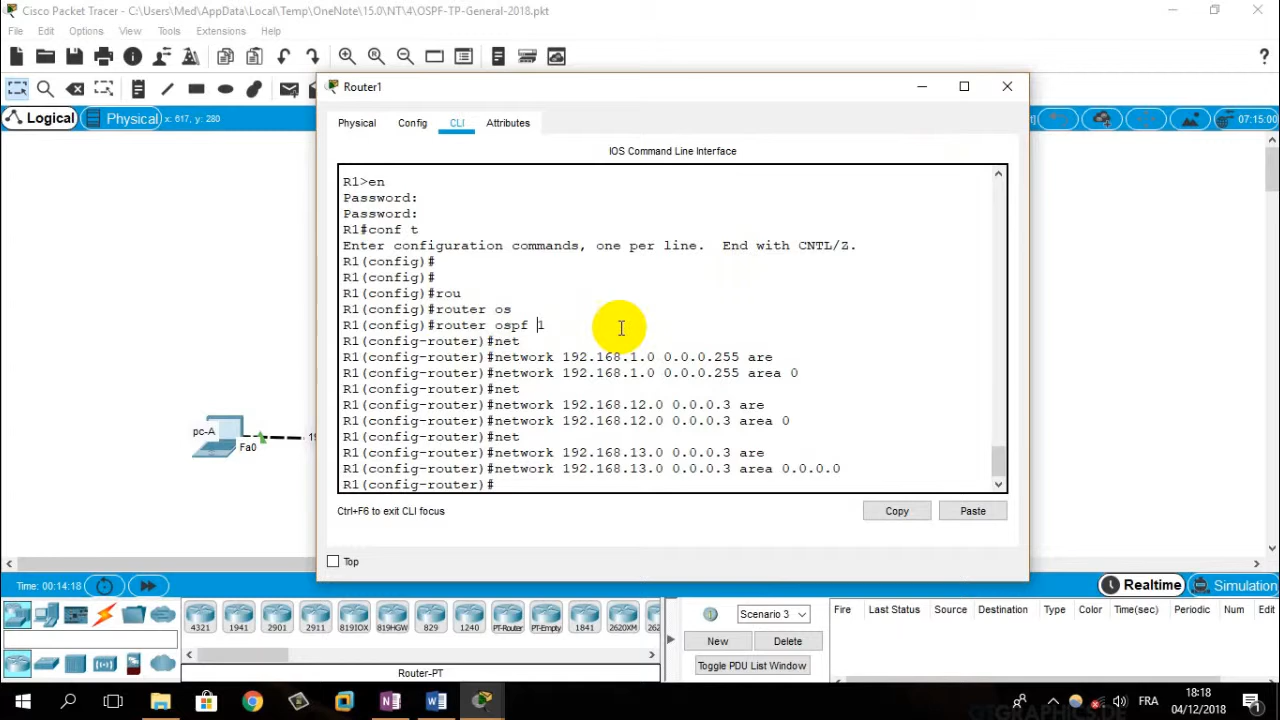 Cisco Packet Tracer - C:\Users\Med\AppData\Local\Temp\OneNote\15.0\NT\4\OSPF-TP-General-2018.pkt
File Edit Options View Tools Extensions Help
Logical Physical x: 617, y: 280 07:15:00
Router1
Physical Config CLI Attributes
IOS Command Line Interface
R1>en
Password:
Password:
R1#conf t
Enter configuration commands, one per line. End with CNTL/Z.
R1(config)#
R1(config)#
R1(config)#rou
R1(config)#router os
R1(config)#router ospf 1
R1(config-router)#net
R1(config-router)#network 192.168.1.0 0.0.0.255 are
R1(config-router)#network 192.168.1.0 0.0.0.255 area 0
R1(config-router)#net
R1(config-router)#network 192.168.12.0 0.0.0.3 are
R1(config-router)#network 192.168.12.0 0.0.0.3 area 0
R1(config-router)#net
R1(config-router)#network 192.168.13.0 0.0.0.3 are
R1(config-router)#network 192.168.13.0 0.0.0.3 area 0.0.0.0
R1(config-router)#
pc-A
Fa0
Ctrl+F6 to exit CLI focus Copy Paste
Top
Time: 00:14:18 Realtime Simulation
4321 1941 2901 2911 819IOX 819HGW 829 1240 PT-Router PT-Empty 1841 2620XM
Router-PT
Scenario 3
New Delete
Toggle PDU List Window
Fire Last Status Source Destination Type Color Time(sec) Periodic Num Edit
FRA
18:18
04/12/2018